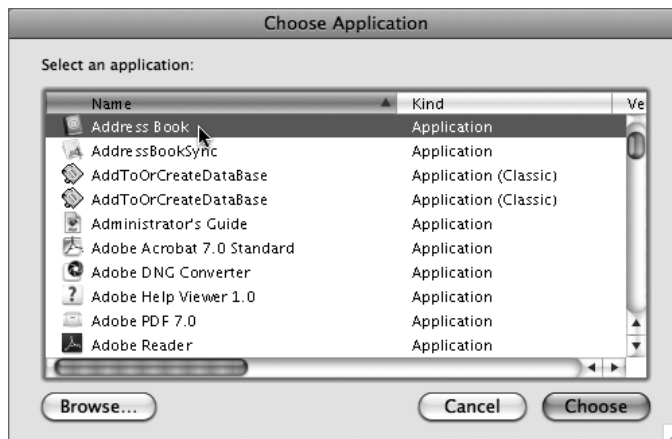 Choose Application
Select an application:
Name Kind Ve
Address Book Application
AddressBookSync Application
AddToOrCreateDataBase Application (Classic)
AddToOrCreateDataBase Application (Classic)
Administrator's Guide Application
Adobe Acrobat 7.0 Standard Application
Adobe DNG Converter Application
Adobe Help Viewer 1.0 Application
Adobe PDF 7.0 Application
Adobe Reader Application
Browse... Cancel Choose